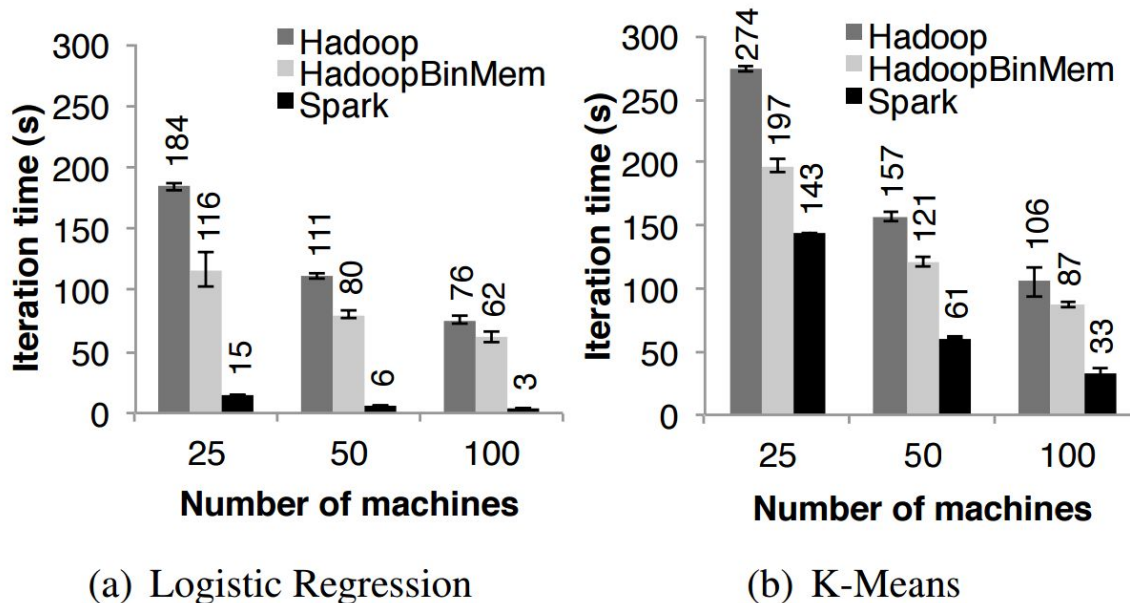 300
250
200
150
100
50
0
Iteration time (s)
Hadoop
HadoopBinMem
Spark
184
116
15
111
80
6
76
62
3
25 50 100
Number of machines
(a) Logistic Regression
300
250
200
150
100
50
0
Iteration time (s)
Hadoop
HadoopBinMem
Spark
274
197
143
157
121
61
106
87
33
25 50 100
Number of machines
(b) K-Means